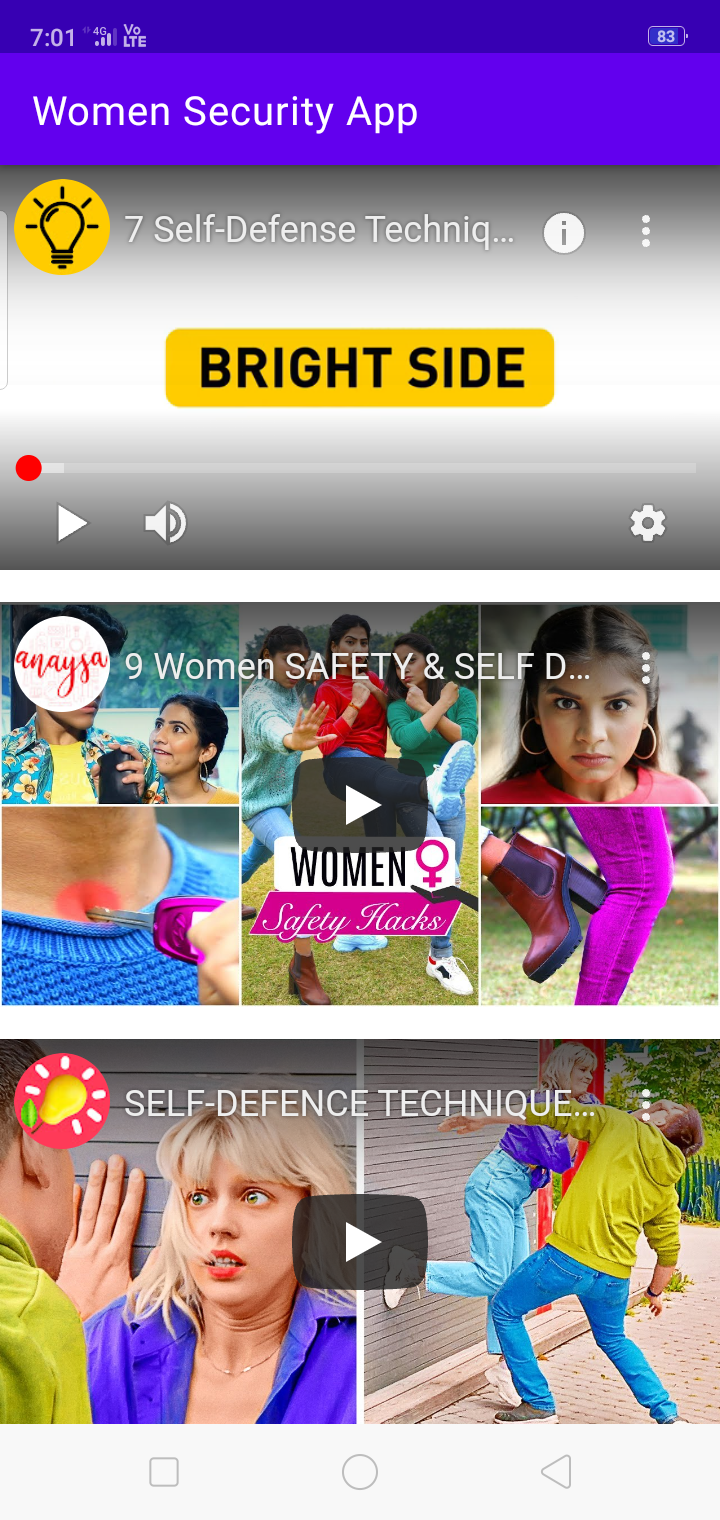 7:01 4G Vo LTE 83
Women Security App
7 Self-Defense Techniq...
BRIGHT SIDE
anaysa
9 Women SAFETY & SELF D...
WOMEN
Safety Hacks
SELF-DEFENCE TECHNIQUE...